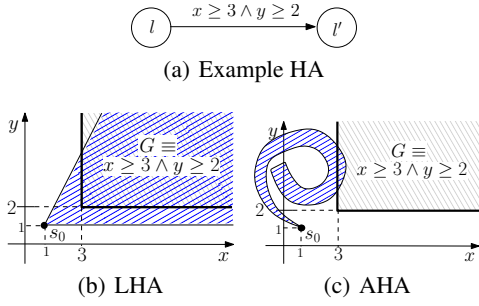 l
x ≥ 3 ∧ y ≥ 2
l′
(a) Example HA
y
G ≡
x ≥ 3 ∧ y ≥ 2
2
1
s₀
1
3
x
(b) LHA
y
G ≡
x ≥ 3 ∧ y ≥ 2
2
1
s₀
1
3
x
(c) AHA